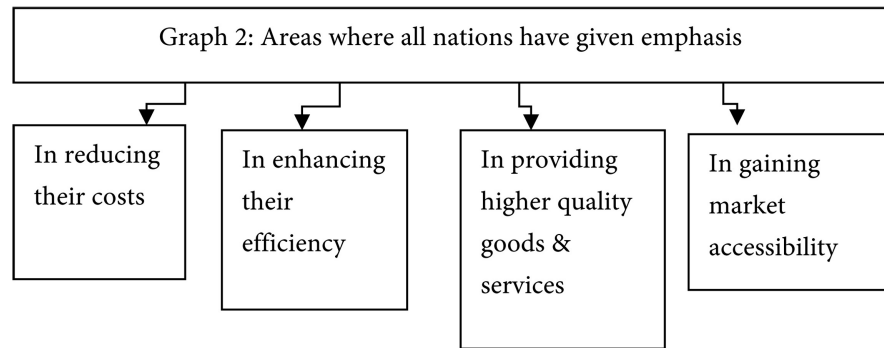 Graph 2: Areas where all nations have given emphasis
In reducing
their costs
In enhancing
their
efficiency
In providing
higher quality
goods &
services
In gaining
market
accessibility